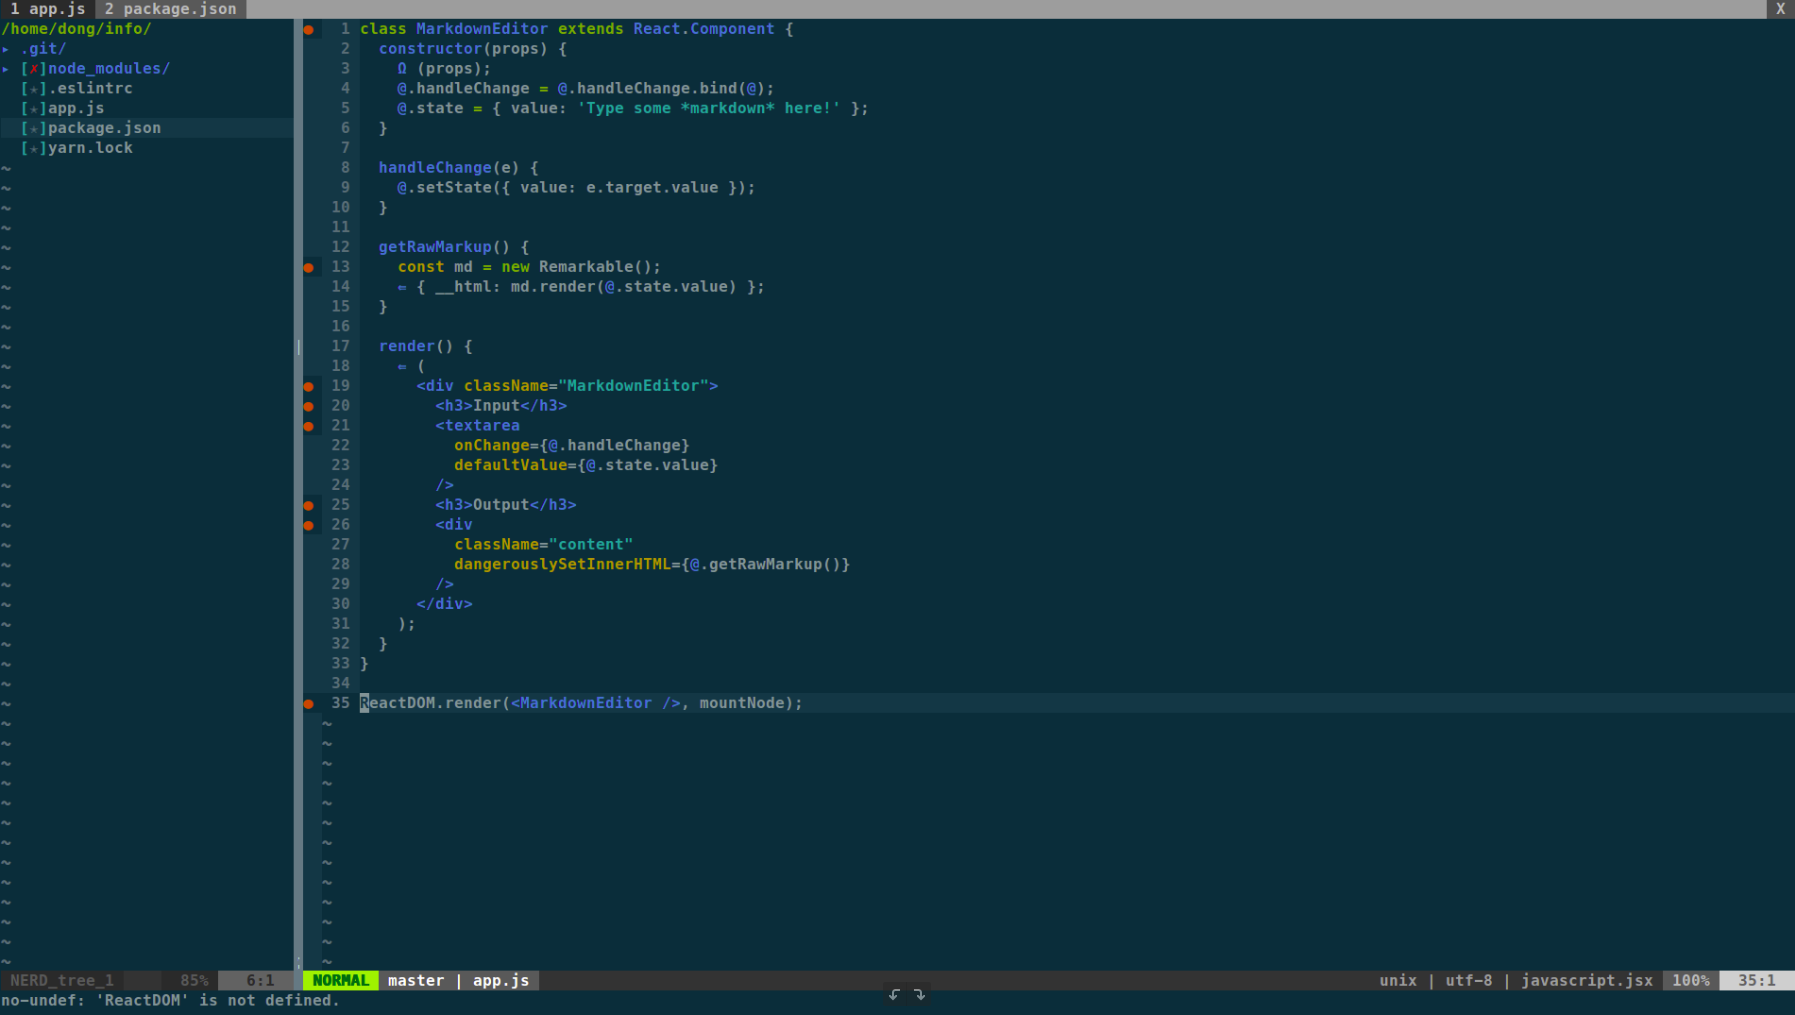 1 app.js  2 package.json  X
/home/dong/info/
▸ .git/
▸ [✗]node_modules/
[★].eslintrc
[★]app.js
[★]package.json
[★]yarn.lock
1 class MarkdownEditor extends React.Component {
2   constructor(props) {
3     Ω (props);
4     @.handleChange = @.handleChange.bind(@);
5     @.state = { value: 'Type some *markdown* here!' };
6   }
7
8   handleChange(e) {
9     @.setState({ value: e.target.value });
10   }
11
12   getRawMarkup() {
13     const md = new Remarkable();
14     ⇐ { __html: md.render(@.state.value) };
15   }
16
17   render() {
18     ⇐ (
19       <div className="MarkdownEditor">
20         <h3>Input</h3>
21         <textarea
22           onChange={@.handleChange}
23           defaultValue={@.state.value}
24         />
25         <h3>Output</h3>
26         <div
27           className="content"
28           dangerouslySetInnerHTML={@.getRawMarkup()}
29         />
30       </div>
31     );
32   }
33 }
34
35 ReactDOM.render(<MarkdownEditor />, mountNode);
NERD_tree_1  85%  6:1  NORMAL  master | app.js  unix | utf-8 | javascript.jsx  100%  35:1
no-undef: 'ReactDOM' is not defined.